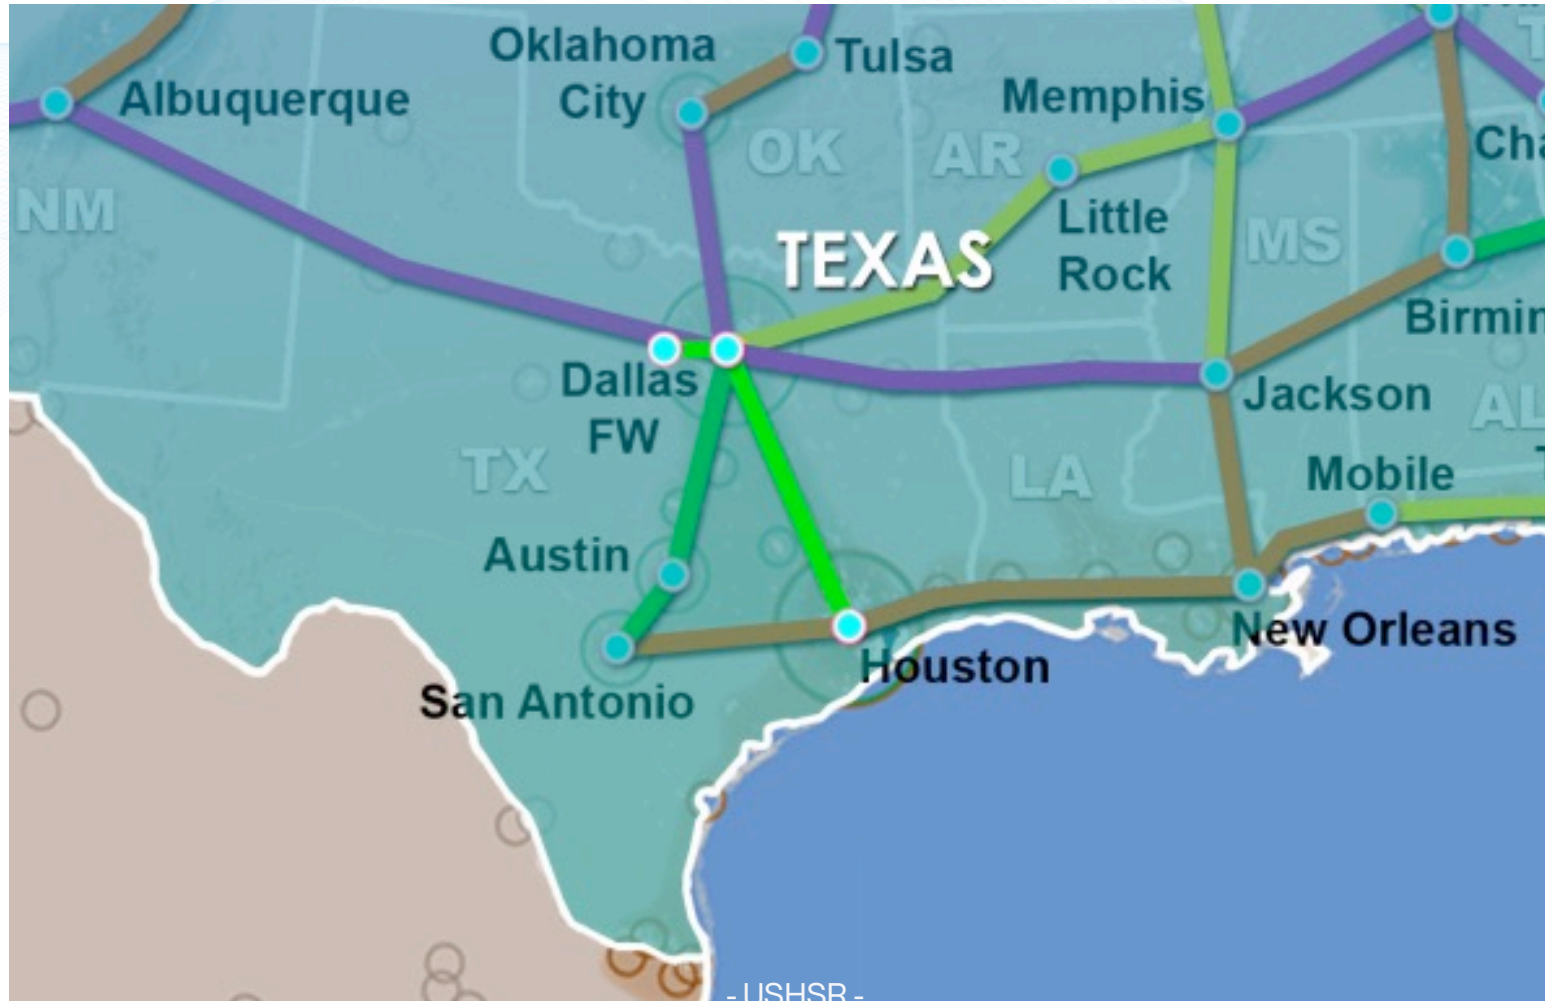 Oklahoma
City
Tulsa
Albuquerque
Memphis
OK
AR
Cha
NM
Little
Rock
MS
TEXAS
Birmin
Dallas
FW
Jackson
AL
TX
LA
Mobile
Austin
New Orleans
Houston
San Antonio
- USHSR -